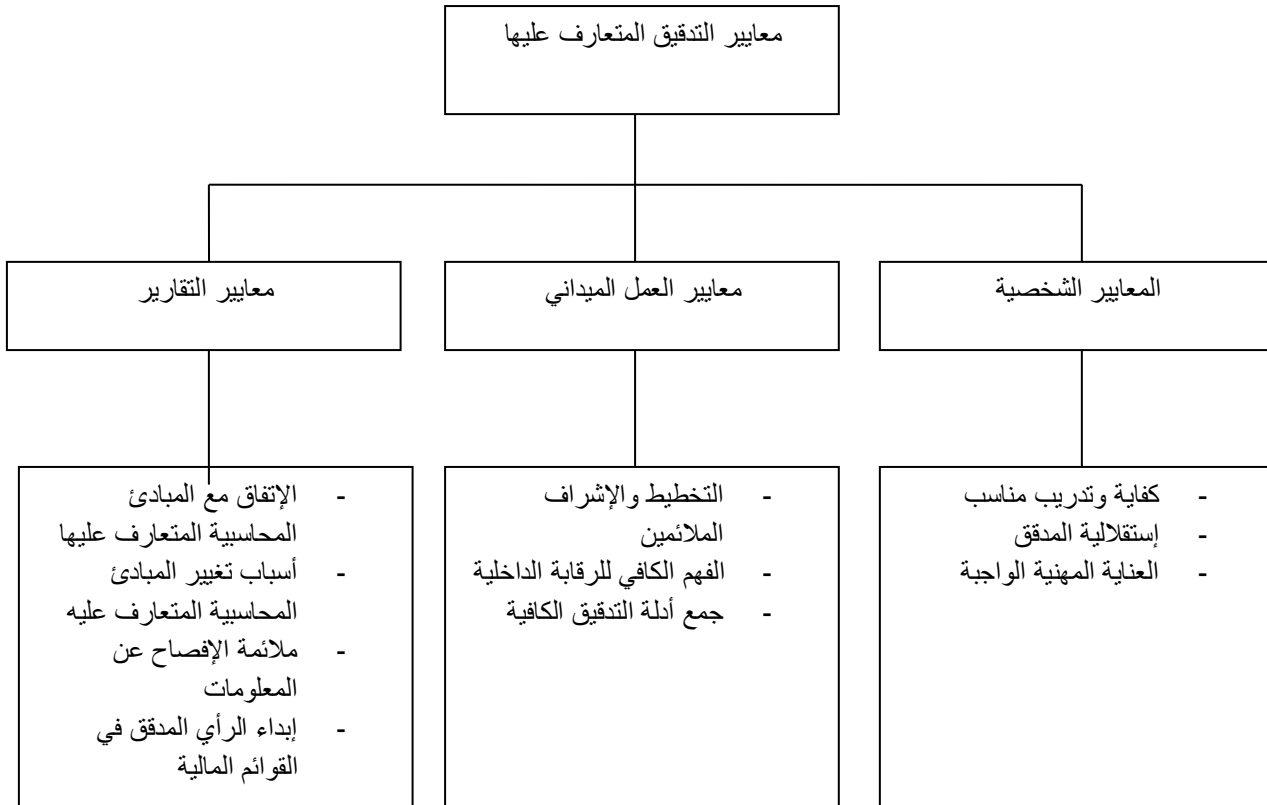 معايير التدقيق المتعارف عليها
المعايير الشخصية
معايير العمل الميداني
معايير التقارير
- كفاية وتدريب مناسب
- إستقلالية المدقق
- العناية المهنية الواجبة
- التخطيط والإشراف
الملائمين
- الفهم الكافي للرقابة الداخلية
- جمع أدلة التدقيق الكافية
- الإتفاق مع المبادئ
المحاسبية المتعارف عليها
- أسباب تغيير المبادئ
المحاسبية المتعارف عليه
- ملائمة الإفصاح عن
المعلومات
- إبداء الرأي المدقق في
القوائم المالية